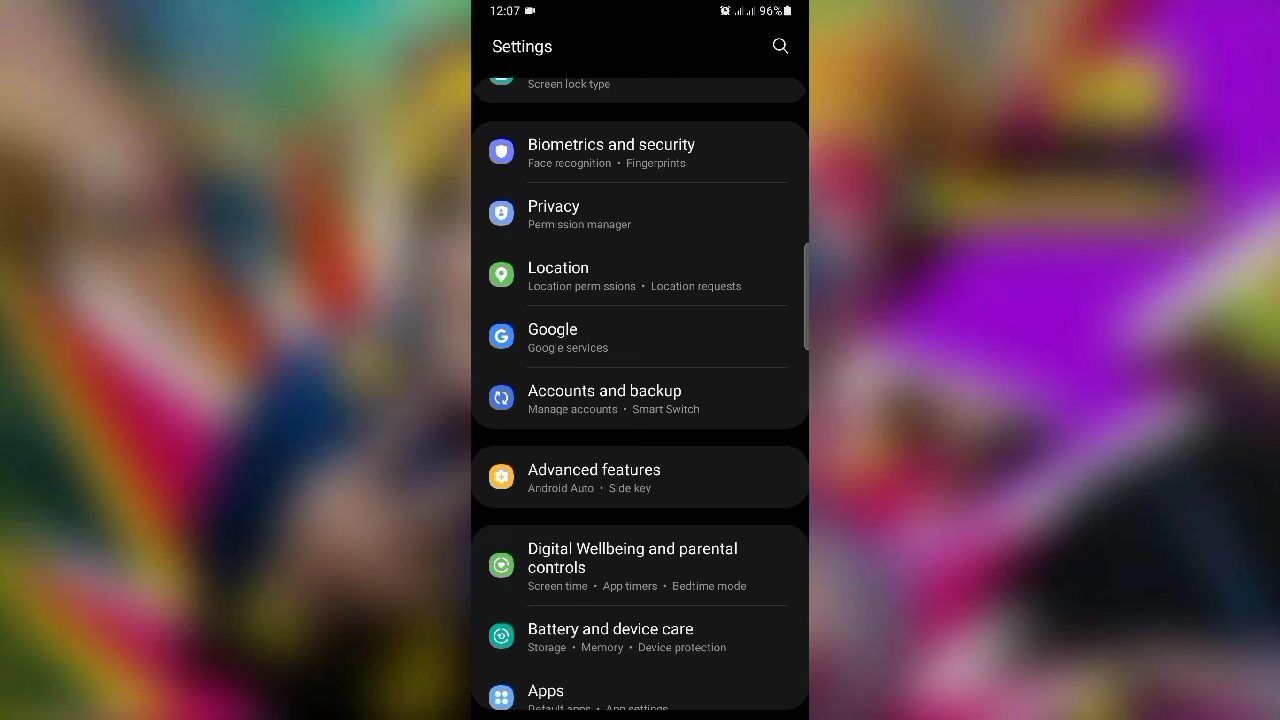 12:07
96%
Settings
Screen lock type
Biometrics and security
Face recognition • Fingerprints
Privacy
Permission manager
Location
Location permissions • Location requests
Google
Google services
Accounts and backup
Manage accounts • Smart Switch
Advanced features
Android Auto • Side key
Digital Wellbeing and parental
controls
Screen time • App timers • Bedtime mode
Battery and device care
Storage • Memory • Device protection
Apps
Default apps • App settings